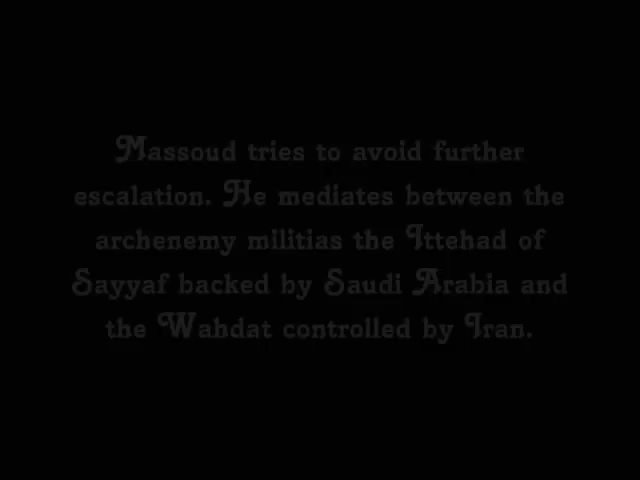 Massoud tries to avoid further
escalation. He mediates between the
archenemy militias the Ittehad of
Sayyaf backed by Saudi Arabia and
the Wahdat controlled by Iran.